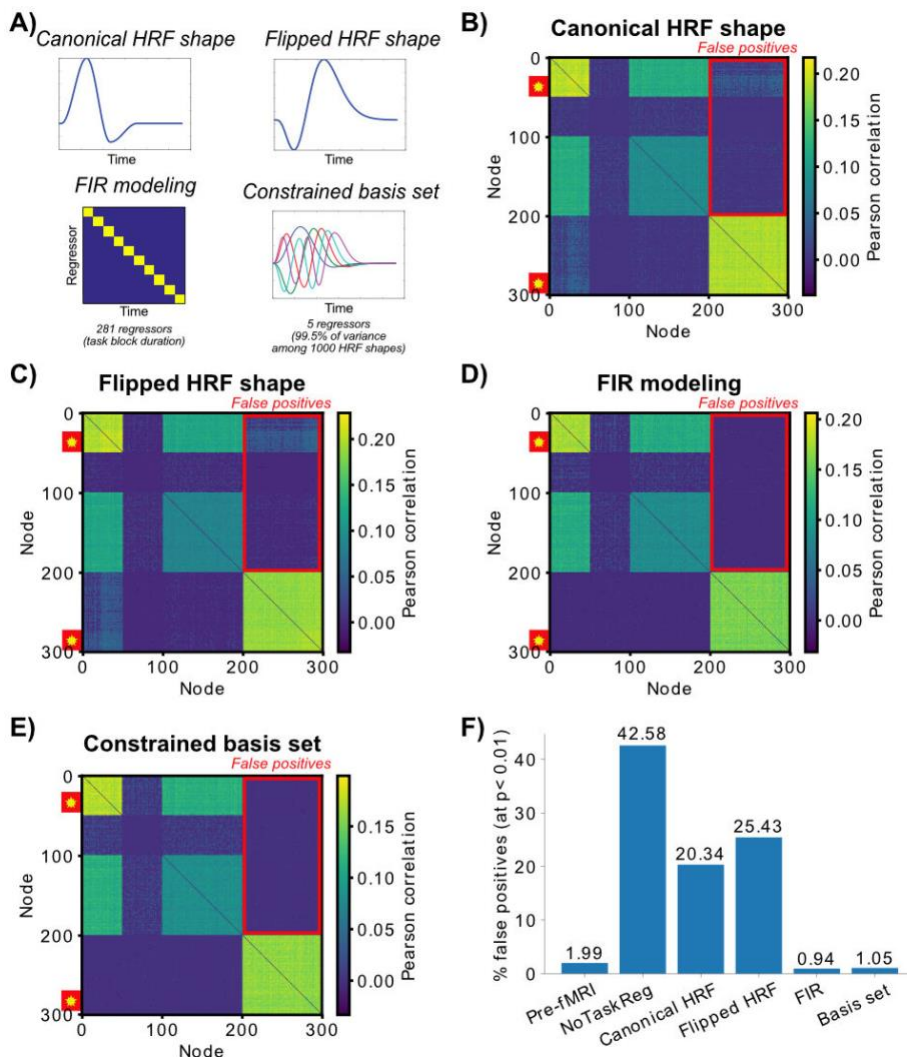 A)
Canonical HRF shape
Flipped HRF shape
Time
Time
FIR modeling
Constrained basis set
Regressor
Time
Time
281 regressors
(task block duration)
5 regressors
(99.5% of variance
among 1000 HRF shapes)
B)
Canonical HRF shape
False positives
0
100
200
300
Node
0
100
200
300
Node
0.20
0.15
0.10
0.05
0.00
Pearson correlation
C)
Flipped HRF shape
False positives
0
100
200
300
Node
0
100
200
300
Node
0.20
0.15
0.10
0.05
0.00
Pearson correlation
D)
FIR modeling
False positives
0
100
200
300
Node
0
100
200
300
Node
0.20
0.15
0.10
0.05
0.00
Pearson correlation
E)
Constrained basis set
False positives
0
100
200
300
Node
0
100
200
300
Node
0.15
0.10
0.05
0.00
Pearson correlation
F)
% false positives (at p< 0.01)
40
30
20
10
0
1.99
42.58
20.34
25.43
0.94
1.05
Pre-fMRI
NoTaskReg
Canonical HRF
Flipped HRF
FIR
Basis set